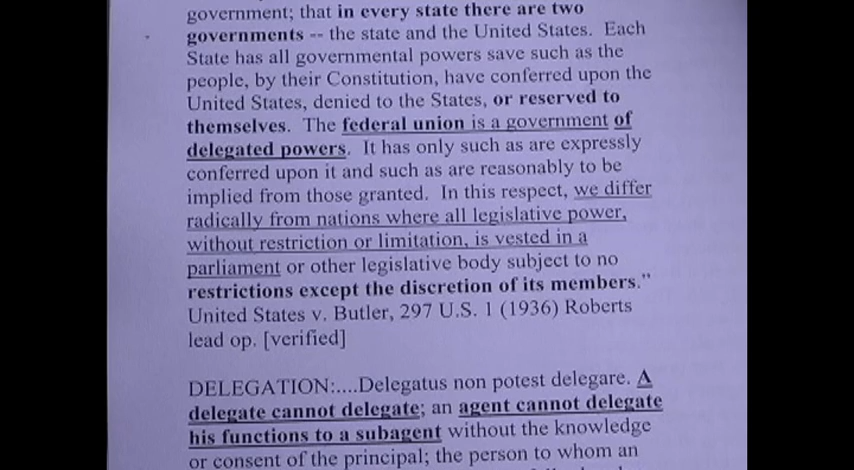 government; that in every state there are two
governments -- the state and the United States. Each
State has all governmental powers save such as the
people, by their Constitution, have conferred upon the
United States, denied to the States, or reserved to
themselves. The federal union is a government of
delegated powers. It has only such as are expressly
conferred upon it and such as are reasonably to be
implied from those granted. In this respect, we differ
radically from nations where all legislative power,
without restriction or limitation, is vested in a
parliament or other legislative body subject to no
restrictions except the discretion of its members."
United States v. Butler, 297 U.S. 1 (1936) Roberts
lead op. [verified]
DELEGATION:....Delegatus non potest delegare. A
delegate cannot delegate; an agent cannot delegate
his functions to a subagent without the knowledge
or consent of the principal; the person to whom an